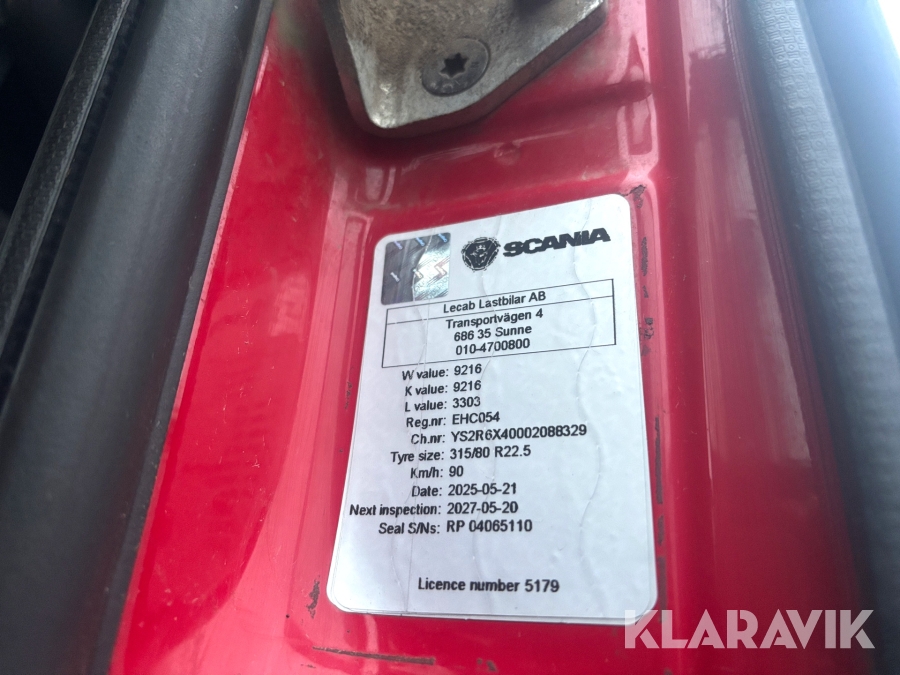 SCANIA
Lecab Lastbilar AB
Transportvägen 4
686 35 Sunne
010-4700800
W value: 9216
K value: 9216
L value: 3303
Reg.nr: EHC054
Ch.nr: YS2R6X40002088329
Tyre size: 315/80 R22.5
Km/h: 90
Date: 2025-05-21
Next inspection: 2027-05-20
Seal S/Ns: RP 04065110
Licence number 5179
KLARAVIK